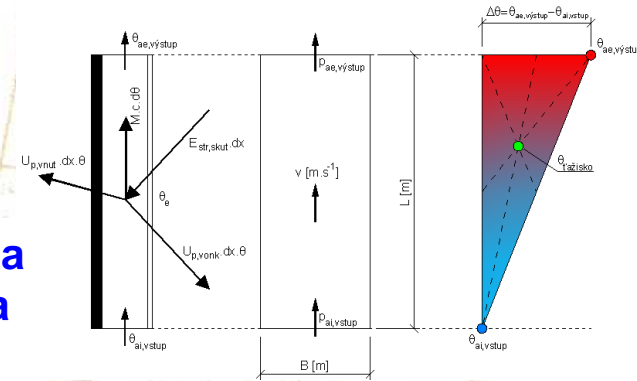 Δθ=θae,výstup-θai,vstup
θae,výstup
pae,výstup
θae,výstu
M.c.dθ
Estr,skut.dx
Up,vnut.dx.θ
θe
v [m.s-1]
L [m]
θťažisko
Up,vonk.dx.θ
a
a
θai,vstup
pai,vstup
θai,vstup
B [m]